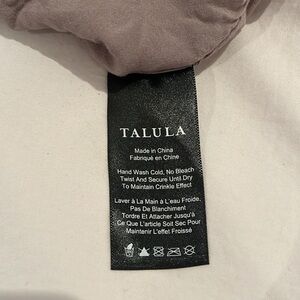 TALULA
Made in China
Fabriqué en Chine
Hand Wash Cold, No Bleach
Twist And Secure Until Dry
To Maintain Crinkle Effect
Laver À La Main À L'eau Froide,
Pas De Blanchiment
Tordre Et Attacher Jusqu'à
Ce Que L'article Soit Sec Pour
Maintenir L'effet Froissé